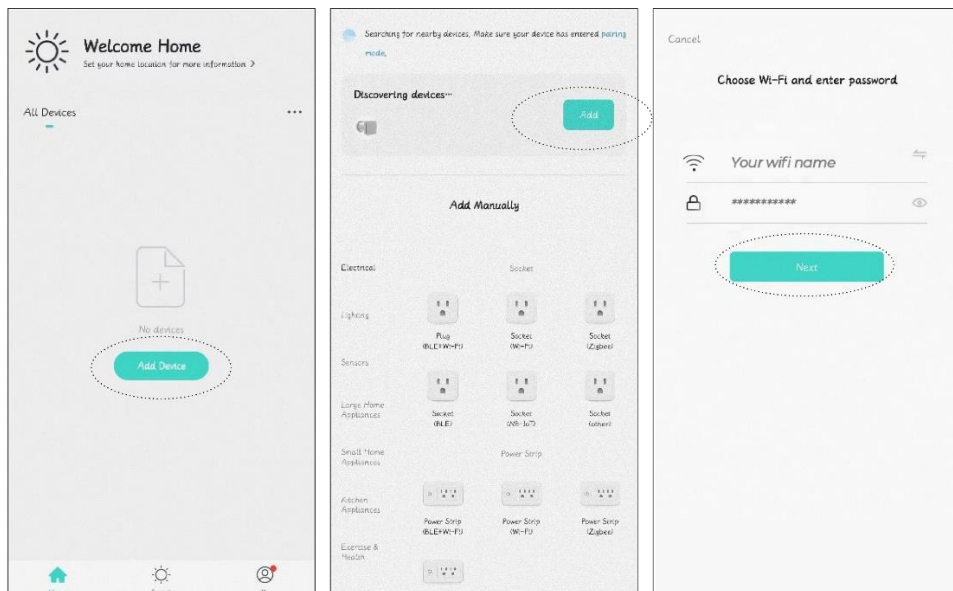 Welcome Home
Set your home location for more information >
All Devices
No devices
Add Device
Searching for nearby devices. Make sure your device has entered pairing
mode.
Discovering devices...
Add
Add Manually
Electrical
Socket
Lighting
Plug
(BLE+Wi-Fi)
Socket
(Wi-Fi)
Socket
(Zigbee)
Sensors
Large Home
Appliances
Socket
(BLE)
Socket
(NB-IoT)
Socket
(other)
Small Home
Appliances
Power Strip
Kitchen
Appliances
Power Strip
(BLE+Wi-Fi)
Power Strip
(Wi-Fi)
Power Strip
(Zigbee)
Exercise &
Health
Cancel
Choose Wi-Fi and enter password
Your wifi name
***********
Next